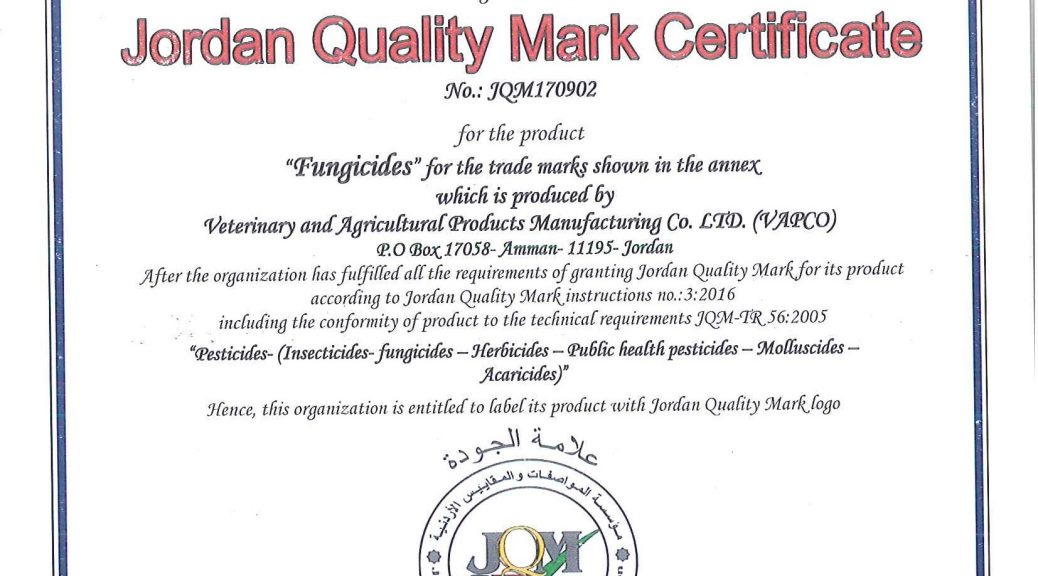 Jordan Quality Mark Certificate
No.: JQM170902
for the product
“Fungicides” for the trade marks shown in the annex
which is produced by
Veterinary and Agricultural Products Manufacturing Co. LTD. (VAPCO)
P.O Box 17058- Amman- 11195- Jordan
After the organization has fulfilled all the requirements of granting Jordan Quality Mark for its product
according to Jordan Quality Mark instructions no.:3:2016
including the conformity of product to the technical requirements JQM-TR 56:2005
“Pesticides- (Insecticides- fungicides – Herbicides – Public health pesticides – Molluscides –
Acaricides)”
Hence, this organization is entitled to label its product with Jordan Quality Mark logo
علامة الجودة
مؤسسة المواصفات والمقاييس الأردنية
JQM